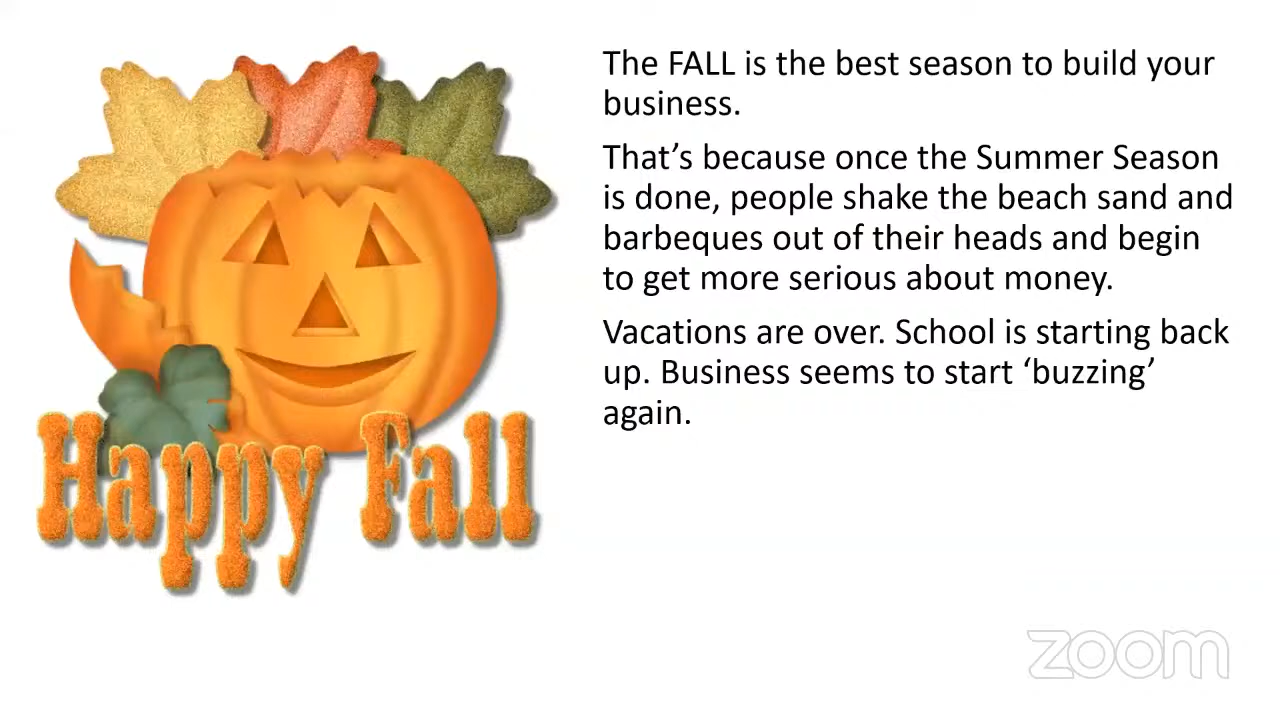 The FALL is the best season to build your
business.
That’s because once the Summer Season
is done, people shake the beach sand and
barbeques out of their heads and begin
to get more serious about money.
Vacations are over. School is starting back
up. Business seems to start ‘buzzing’
again.
Happy Fall
zoom